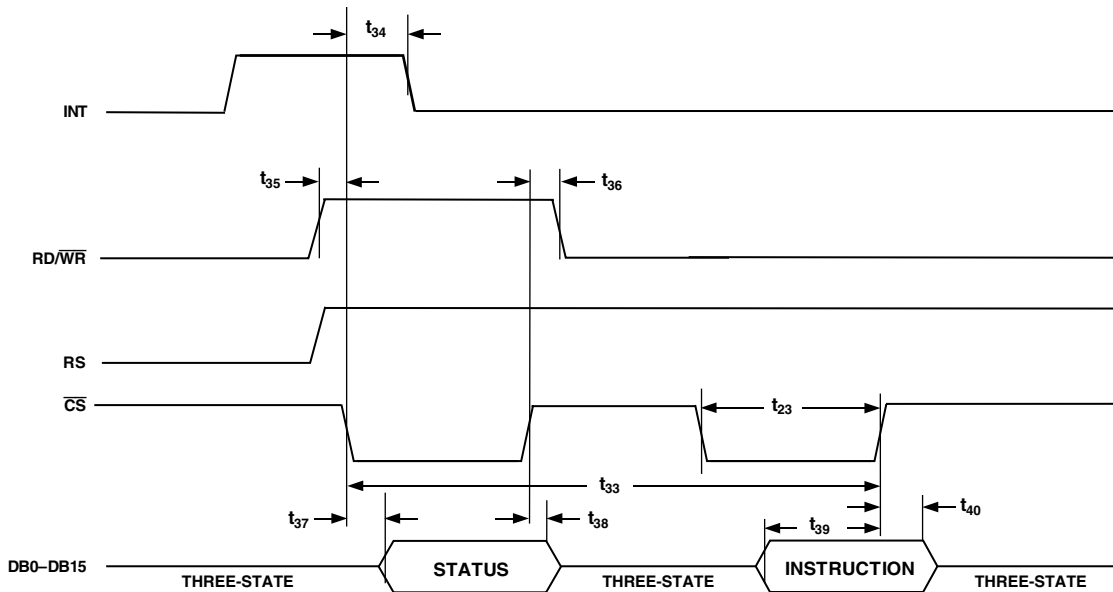 t34
INT
t35
t36
RD/WR
RS
CS
t23
t33
t37
t38
t39
t40
DB0–DB15
THREE-STATE
STATUS
THREE-STATE
INSTRUCTION
THREE-STATE